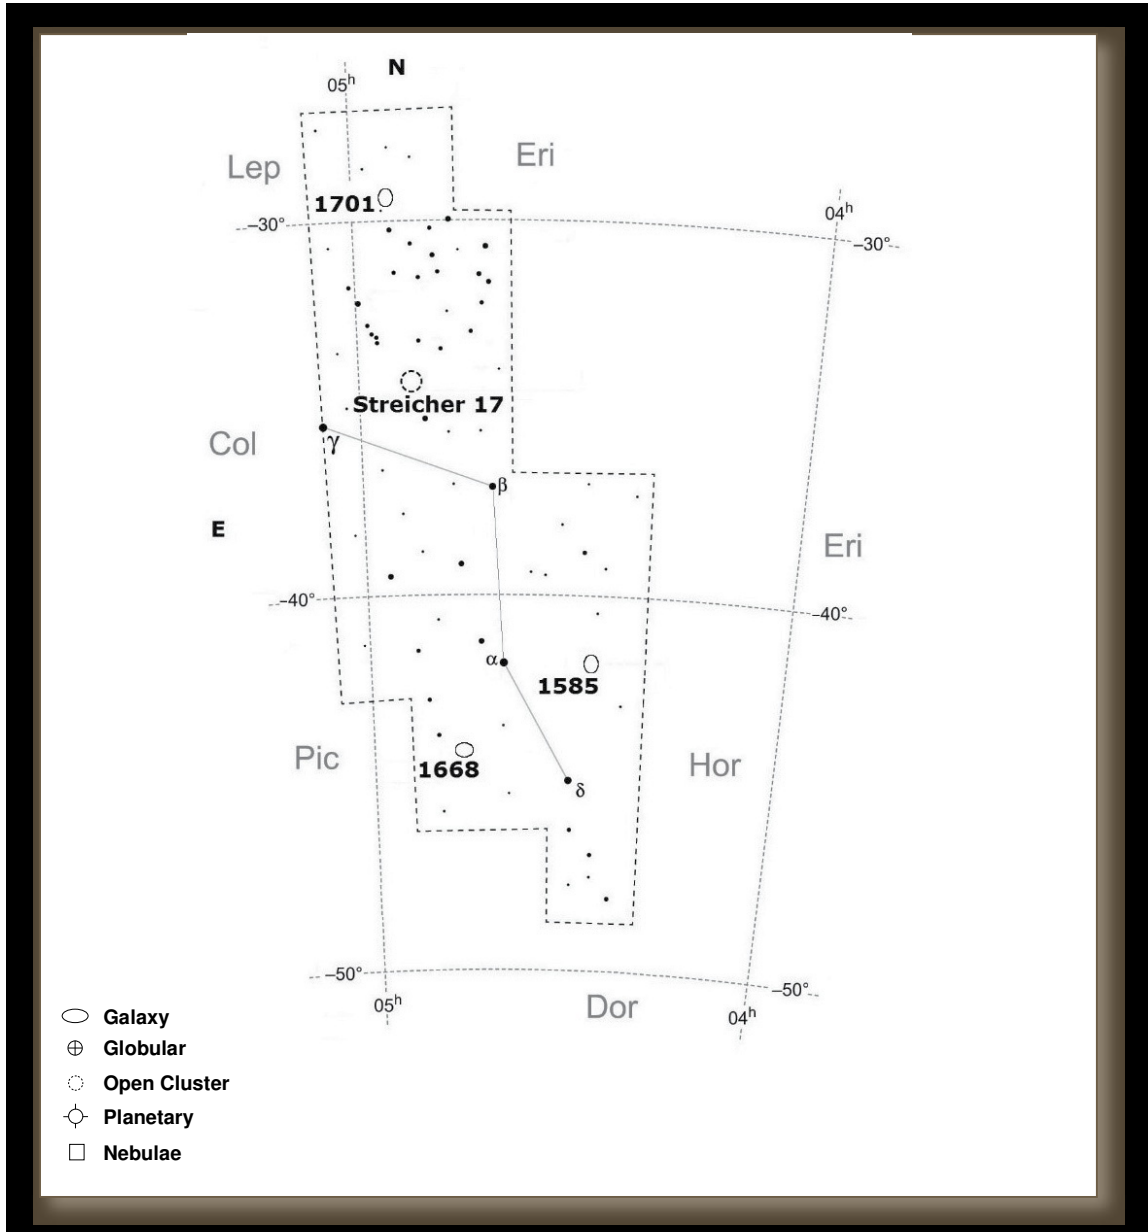 N
05h
Lep
Eri
1701
04h
–30°
–30°
Streicher 17
Col
γ
β
E
Eri
–40°
–40°
α
1585
Pic
1668
Hor
δ
–50°
–50°
05h
Dor
04h
Galaxy
Globular
Open Cluster
Planetary
Nebulae